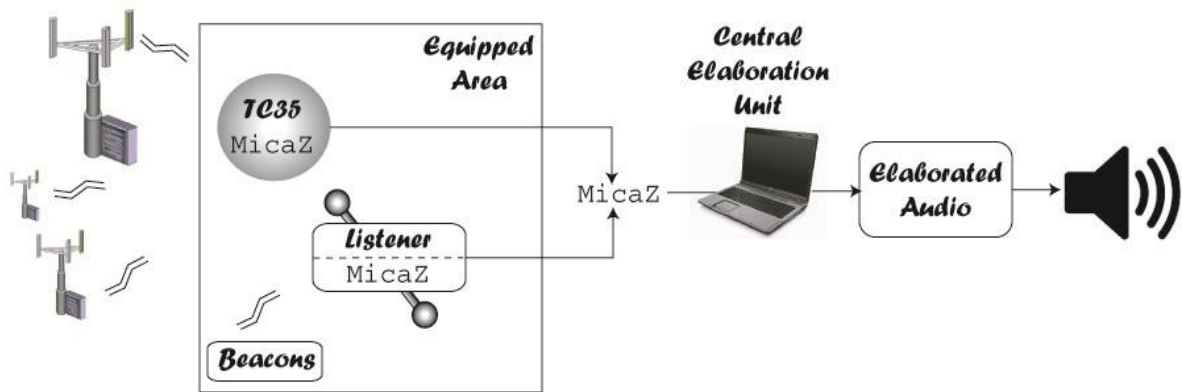 Equipped
Area
TC35
MicaZ
Listener
MicaZ
Beacons
MicaZ
Central
Elaboration
Unit
Elaborated
Audio